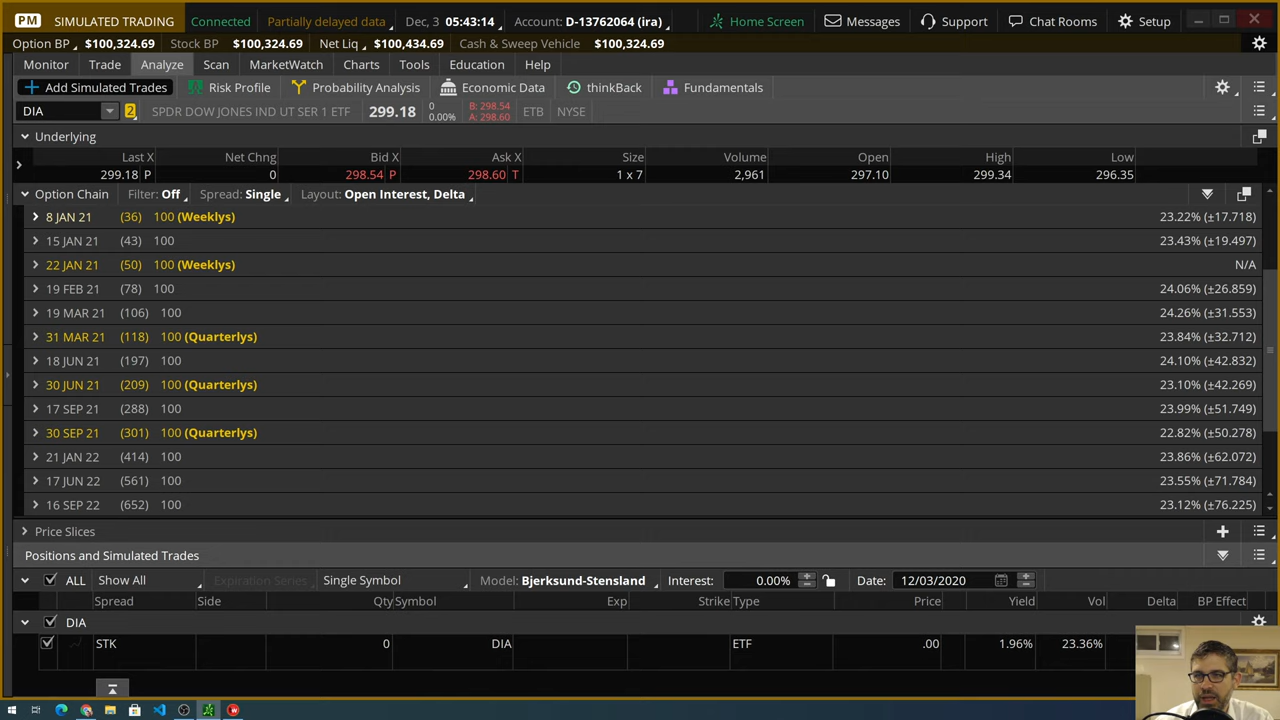 PM SIMULATED TRADING Connected Partially delayed data Dec, 3 05:43:14 Account: D-13762064 (ira) Home Screen Messages Support Chat Rooms Setup
Option BP $100,324.69 Stock BP $100,324.69 Net Liq $100,434.69 Cash & Sweep Vehicle $100,324.69
Monitor Trade Analyze Scan MarketWatch Charts Tools Education Help
Add Simulated Trades Risk Profile Probability Analysis Economic Data thinkBack Fundamentals
DIA 2 SPDR DOW JONES IND UT SER 1 ETF 299.18 0 0.00% B: 298.54 A: 298.60 ETB NYSE
Underlying
Last X Net Chng Bid X Ask X Size Volume Open High Low
299.18 P 0 298.54 P 298.60 T 1 x 7 2,961 297.10 299.34 296.35
Option Chain Filter: Off Spread: Single Layout: Open Interest, Delta
8 JAN 21 (36) 100 (Weeklys) 23.22% (±17.718)
15 JAN 21 (43) 100 23.43% (±19.497)
22 JAN 21 (50) 100 (Weeklys) N/A
19 FEB 21 (78) 100 24.06% (±26.859)
19 MAR 21 (106) 100 24.26% (±31.553)
31 MAR 21 (118) 100 (Quarterlys) 23.84% (±32.712)
18 JUN 21 (197) 100 24.10% (±42.832)
30 JUN 21 (209) 100 (Quarterlys) 23.10% (±42.269)
17 SEP 21 (288) 100 23.99% (±51.749)
30 SEP 21 (301) 100 (Quarterlys) 22.82% (±50.278)
21 JAN 22 (414) 100 23.86% (±62.072)
17 JUN 22 (561) 100 23.55% (±71.784)
16 SEP 22 (652) 100 23.12% (±76.225)
Price Slices
Positions and Simulated Trades
ALL Show All Expiration Series Single Symbol Model: Bjerksund-Stensland Interest: 0.00% Date: 12/03/2020
Spread Side Qty Symbol Exp Strike Type Price Yield Vol Delta BP Effect
DIA
STK 0 DIA ETF .00 1.96% 23.36%